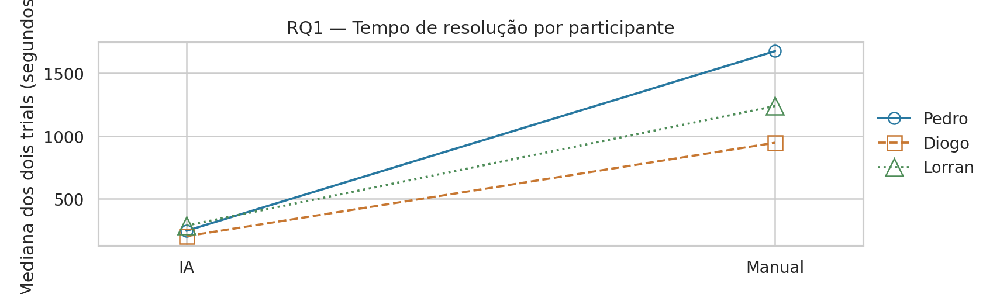 RQ1 — Tempo de resolução por participante
Mediana dos dois trials (segundos
1500
1000
500
IA
Manual
Pedro
Diogo
Lorran